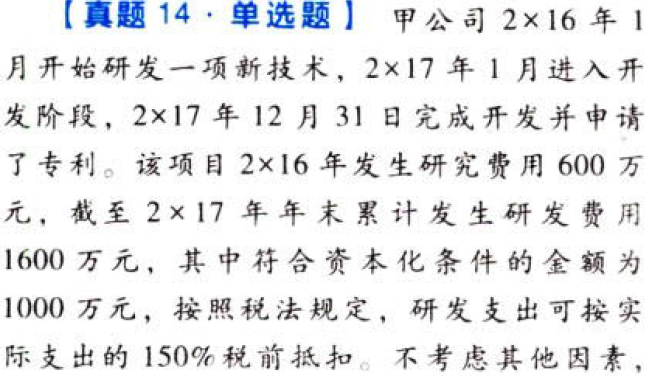 【真题 14·单选题】 甲公司 2×16 年 1
月开始研发一项新技术，2×17 年 1 月进入开
发阶段，2×17 年 12 月 31 日完成开发并申请
了专利。该项目 2×16 年发生研究费用 600 万
元，截至 2×17 年年末累计发生研发费用
1600 万元，其中符合资本化条件的金额为
1000 万元，按照税法规定，研发支出可按实
际支出的 150%税前抵扣。不考虑其他因素，